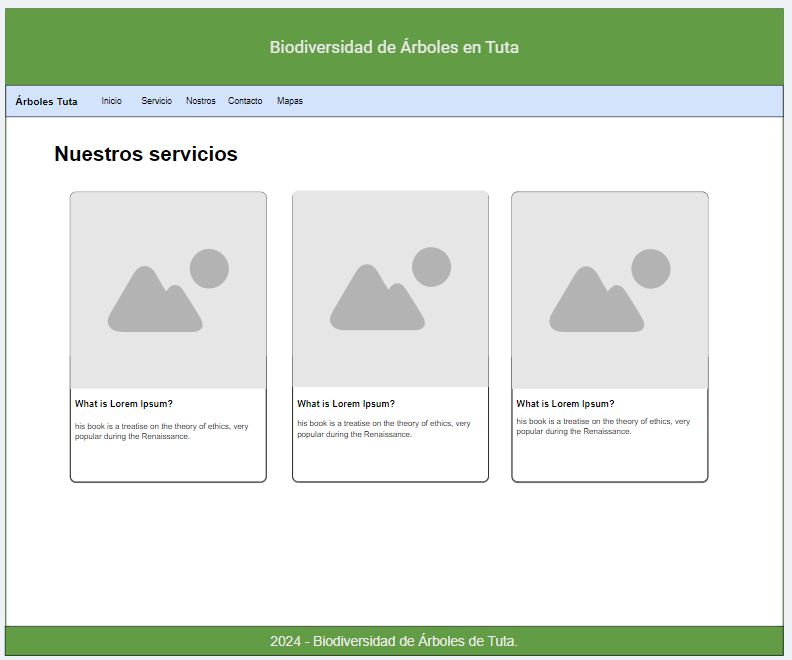 Biodiversidad de Árboles en Tuta
Árboles Tuta Inicio Servicio Nostros Contacto Mapas
Nuestros servicios
What is Lorem Ipsum?
his book is a treatise on the theory of ethics, very
popular during the Renaissance.
What is Lorem Ipsum?
his book is a treatise on the theory of ethics, very
popular during the Renaissance.
What is Lorem Ipsum?
his book is a treatise on the theory of ethics, very
popular during the Renaissance.
2024 - Biodiversidad de Árboles de Tuta.